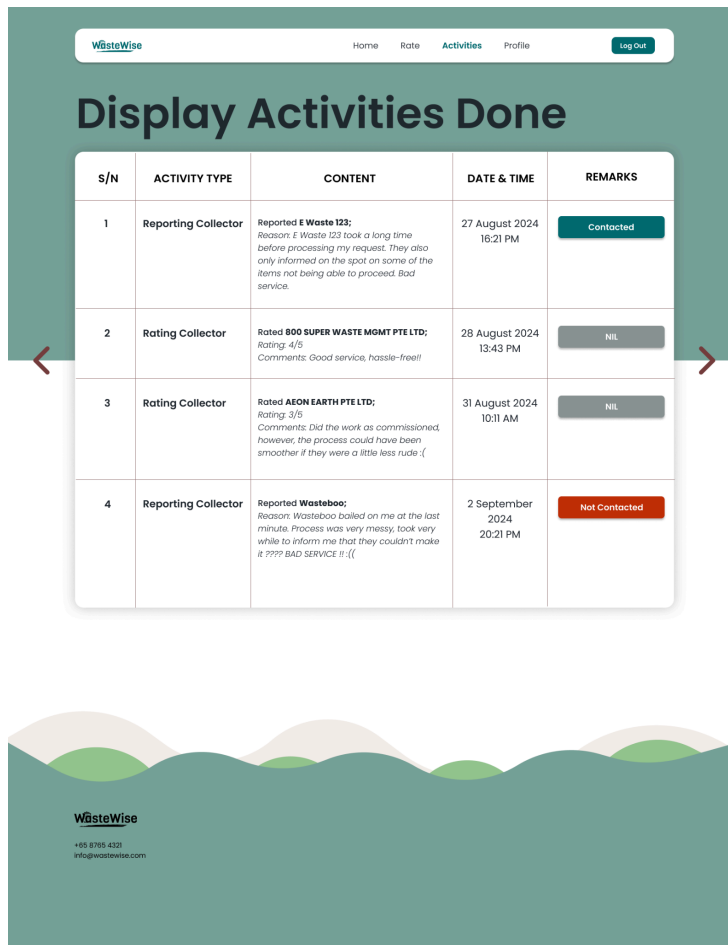 WasteWise
Home Rate Activities Profile
Log Out
Display Activities Done
S/N ACTIVITY TYPE CONTENT DATE & TIME REMARKS
1
Reporting Collector
Reported E Waste 123;
Reason: E Waste 123 took a long time
before processing my request. They also
only informed on the spot on some of the
items not being able to proceed. Bad
service.
27 August 2024
16:21 PM
Contacted
2
Rating Collector
Rated 800 SUPER WASTE MGMT PTE LTD;
Rating: 4/5
Comments: Good service, hassle-free!!
28 August 2024
13:43 PM
NIL
3
Rating Collector
Rated AEON EARTH PTE LTD;
Rating: 3/5
Comments: Did the work as commissioned,
however, the process could have been
smoother if they were a little less rude :(
31 August 2024
10:11 AM
NIL
4
Reporting Collector
Reported Wasteboo;
Reason: Wasteboo bailed on me at the last
minute. Process was very messy, took very
while to inform me that they couldn't make
it ???? BAD SERVICE !! :((
2 September
2024
20:21 PM
Not Contacted
WasteWise
+65 8765 4321
info@wastewise.com